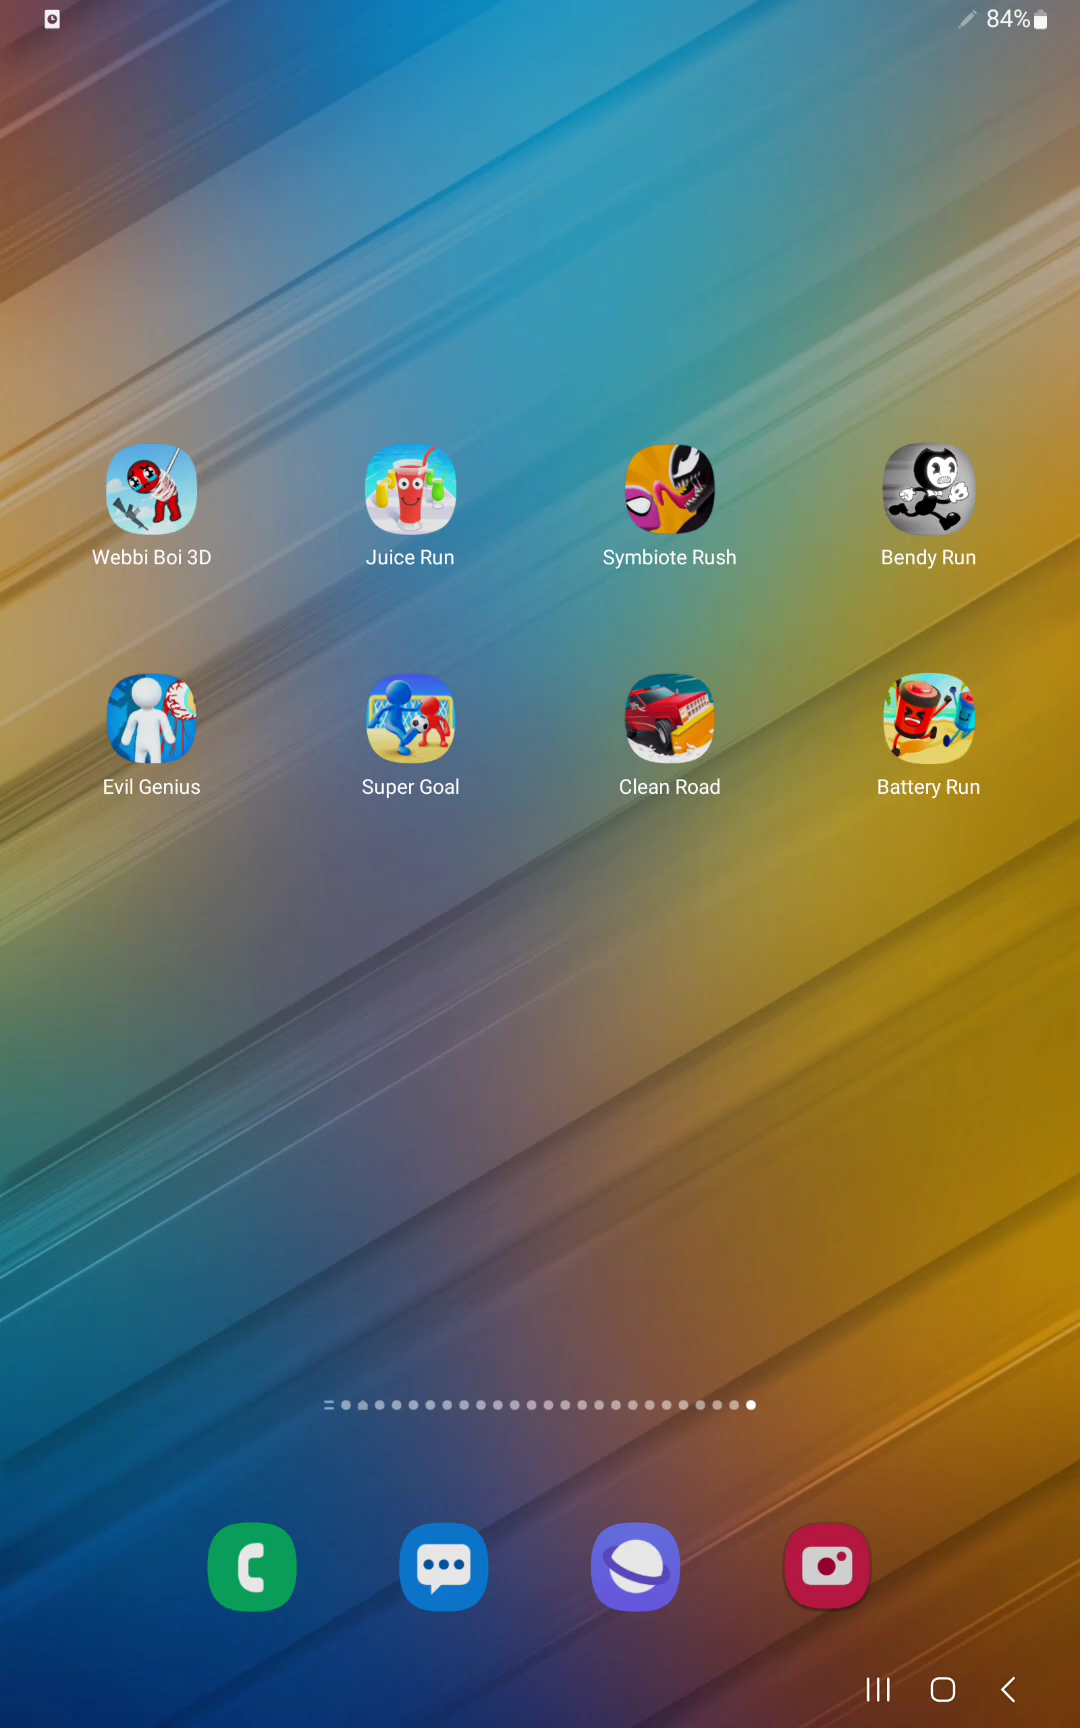 84%
Webbi Boi 3D
Juice Run
Symbiote Rush
Bendy Run
Evil Genius
Super Goal
Clean Road
Battery Run